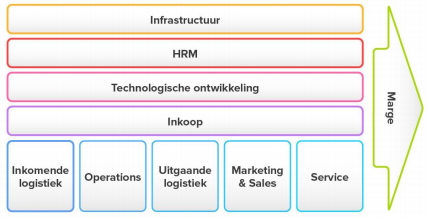 Infrastructuur
HRM
Technologische ontwikkeling
Inkoop
Inkomende
logistiek
Operations
Uitgaande
logistiek
Marketing
& Sales
Service
Marge